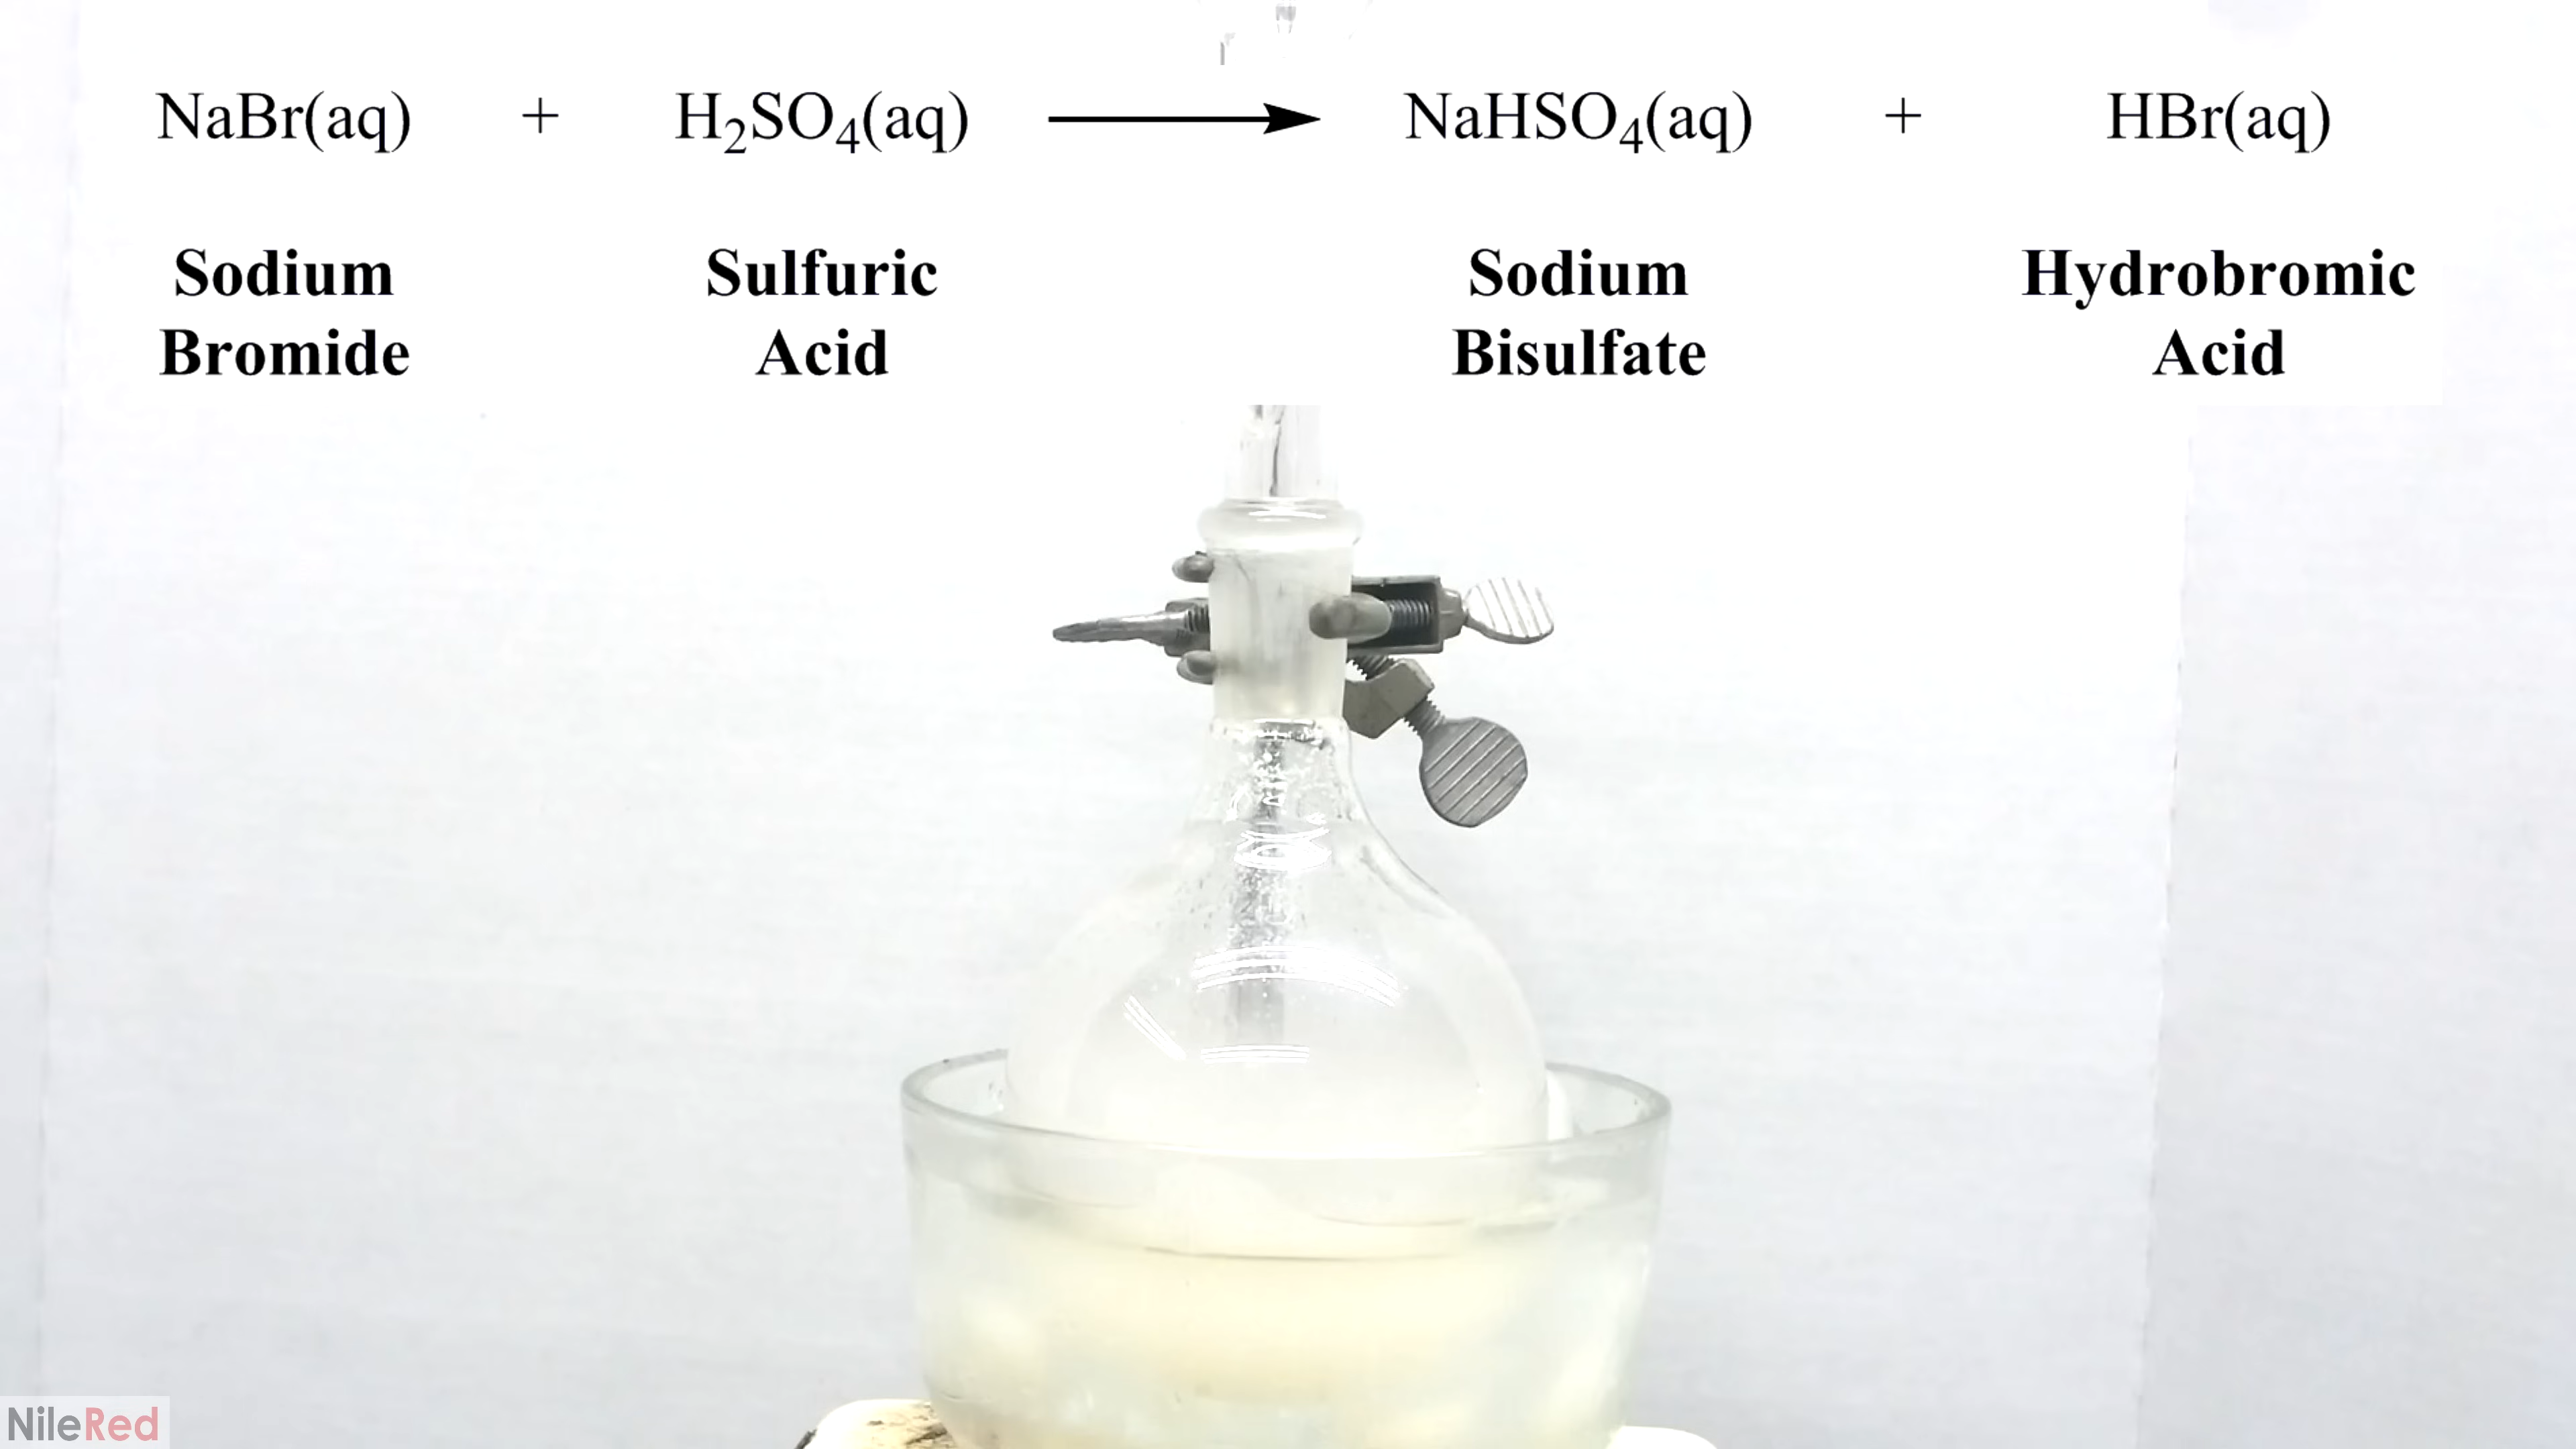 NaBr(aq) + H₂SO₄(aq) ⟶ NaHSO₄(aq) + HBr(aq)
Sodium Bromide
Sulfuric Acid
Sodium Bisulfate
Hydrobromic Acid
NileRed